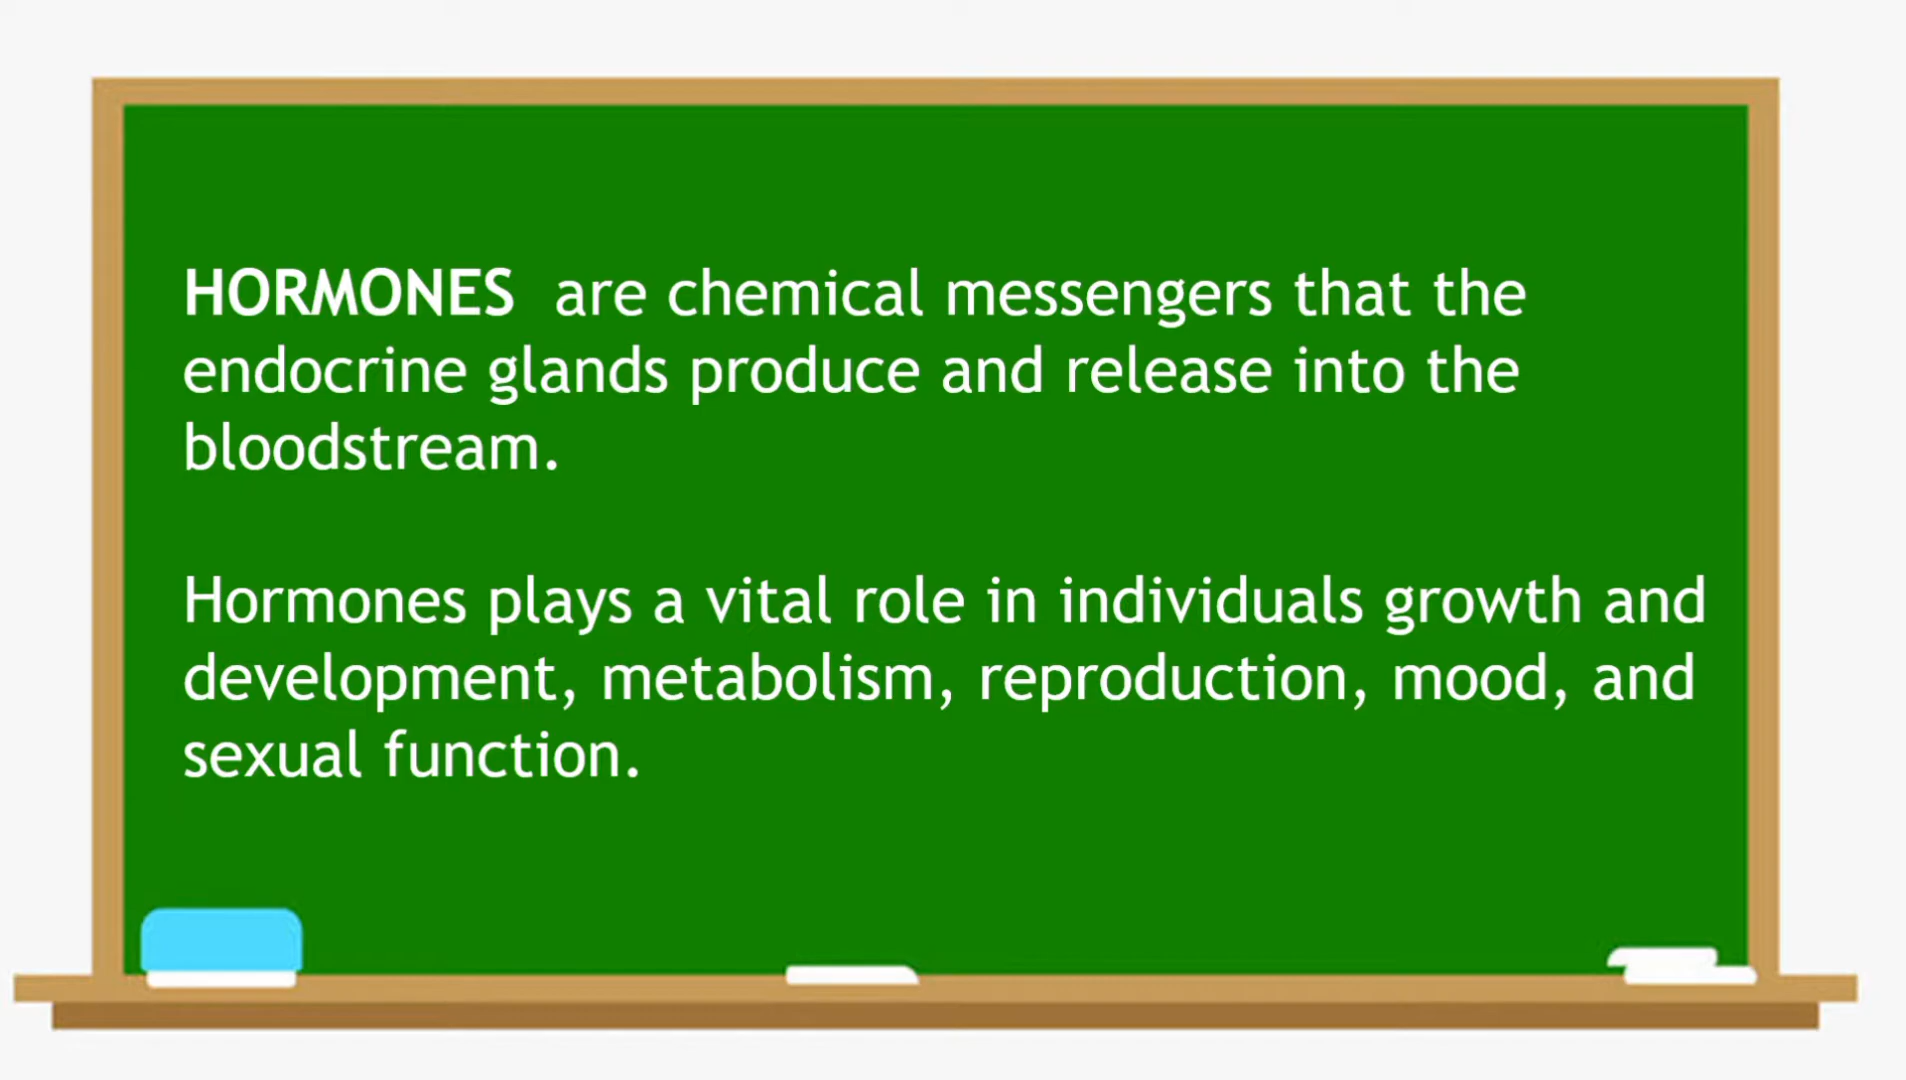 HORMONES are chemical messengers that the
endocrine glands produce and release into the
bloodstream.
Hormones plays a vital role in individuals growth and
development, metabolism, reproduction, mood, and
sexual function.